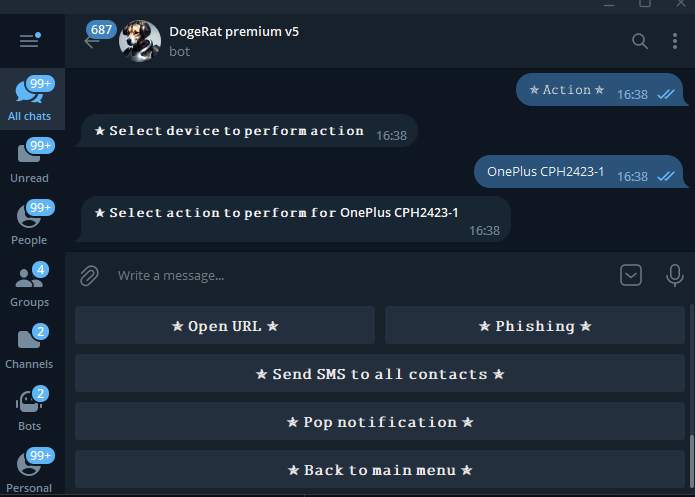 687
DogeRat premium v5
bot
99+
All chats
99+
Unread
99+
People
4
Groups
2
Channels
2
Bots
99+
Personal
✯ Action ✯
16:38
✯ Select device to perform action
16:38
OnePlus CPH2423-1
16:38
✯ Select action to perform for OnePlus CPH2423-1
16:38
Write a message...
✯ Open URL ✯
✯ Phishing ✯
✯ Send SMS to all contacts ✯
✯ Pop notification ✯
✯ Back to main menu ✯